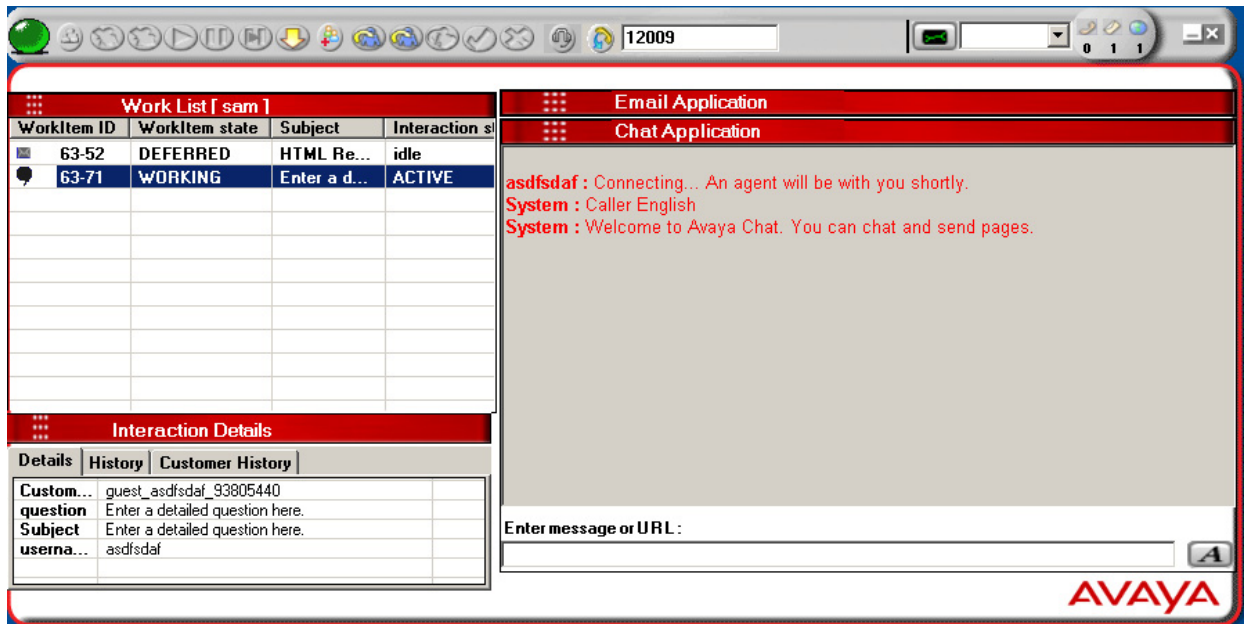 12009
0 1 1
Work List [ sam ]
WorkItem ID WorkItem state Subject Interaction s
63-52 DEFERRED HTML Re... idle
63-71 WORKING Enter a d... ACTIVE
Email Application
Chat Application
asdfsdaf : Connecting... An agent will be with you shortly.
System : Caller English
System : Welcome to Avaya Chat. You can chat and send pages.
Interaction Details
Details History Customer History
Custom... guest_asdfsdaf_93805440
question Enter a detailed question here.
Subject Enter a detailed question here.
userna... asdfsdaf
Enter message or URL :
A
AVAYA